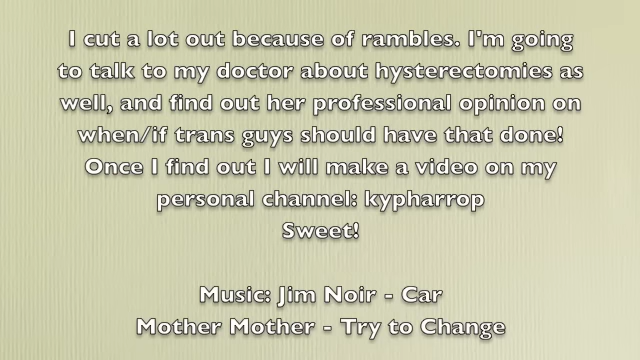 I cut a lot out because of rambles. I'm going
to talk to my doctor about hysterectomies as
well, and find out her professional opinion on
when/if trans guys should have that done!
Once I find out I will make a video on my
personal channel: kypharrop
Sweet!
Music: Jim Noir - Car
Mother Mother - Try to Change